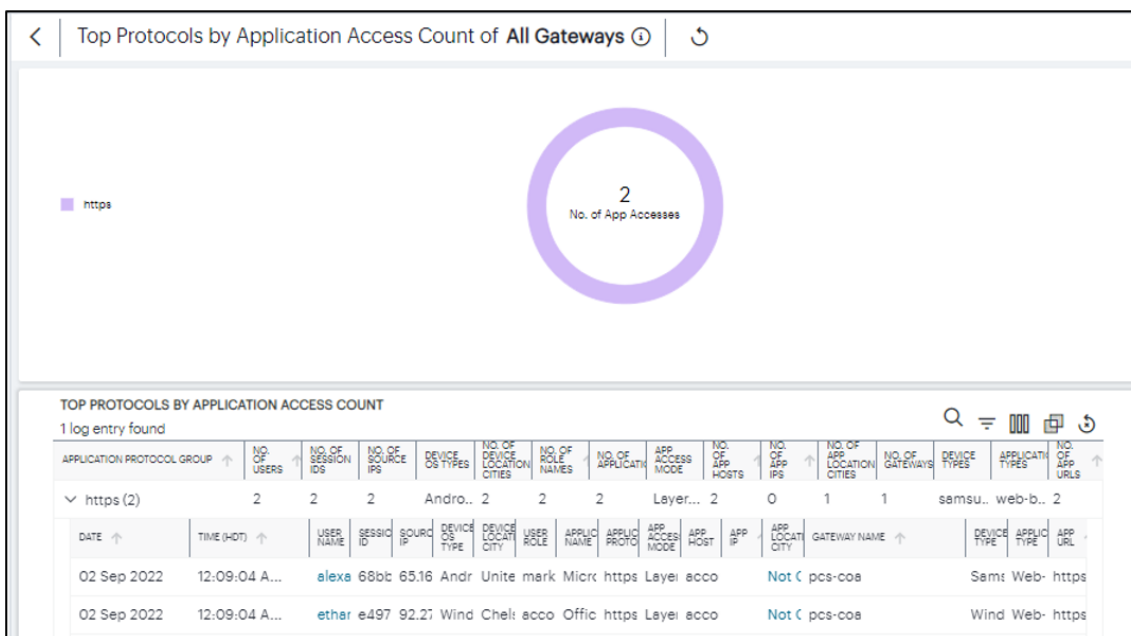 Top Protocols by Application Access Count of All Gateways
https
2
No. of App Accesses
TOP PROTOCOLS BY APPLICATION ACCESS COUNT
1 log entry found
APPLICATION PROTOCOL GROUP NO. OF USERS NO. OF SESSION IDS NO. OF SOURCE IPS DEVICE OS TYPES NO. OF DEVICE LOCATION CITIES NO. OF ROLE NAMES NO. OF APPLICATI APP ACCESS MODE NO. OF APP HOSTS NO. OF APP IPS NO. OF APP LOCATION CITIES NO. OF GATEWAYS DEVICE TYPES APPLICATI TYPES NO. OF APP URLS
https (2) 2 2 2 Andro.. 2 2 2 Layer... 2 0 1 1 samsu.. web-b.. 2
DATE TIME (HDT) USER NAME SESSIO ID SOURC IP DEVICE OS TYPE DEVICE LOCATI CITY USER ROLE APPLIC NAME APPLIC PROTO APP ACCES MODE APP HOST APP IP APP LOCATI CITY GATEWAY NAME DEVICE TYPE APPLIC TYPE APP URL
02 Sep 2022 12:09:04 A... alexa 68bc 65.16 Andr Unite mark Micr https Laye acco Not pcs-coa Sams Web- https
02 Sep 2022 12:09:04 A... ethar e497 92.27 Wind Chel acco Offic https Laye acco Not pcs-coa Wind Web- https